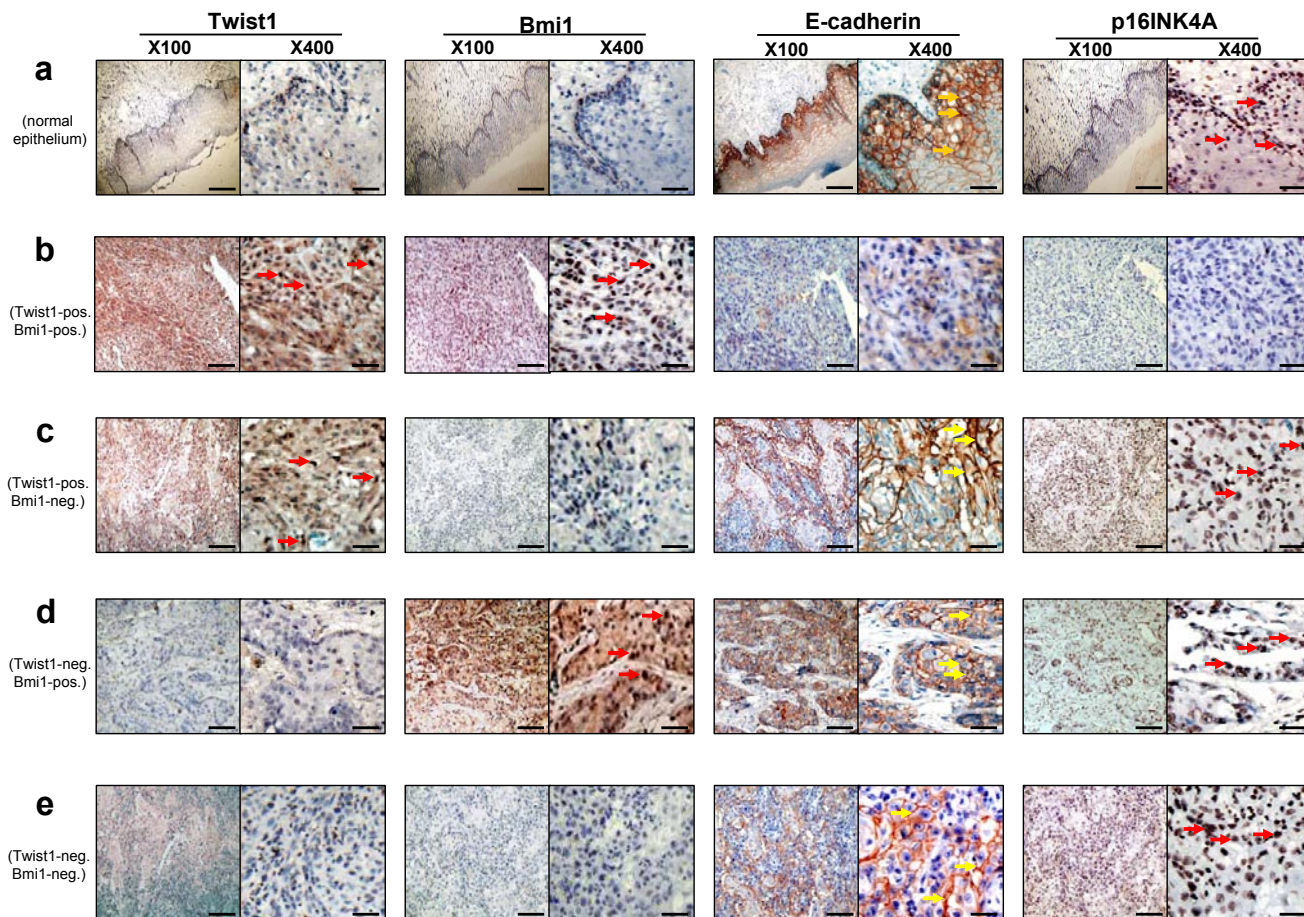 Twist1 Bmi1 E-cadherin p16INK4A
X100 X400 X100 X400 X100 X400 X100 X400
a
(normal
epithelium)
b
(Twist1-pos.
Bmi1-pos.)
c
(Twist1-pos.
Bmi1-neg.)
d
(Twist1-neg.
Bmi1-pos.)
e
(Twist1-neg.
Bmi1-neg.)